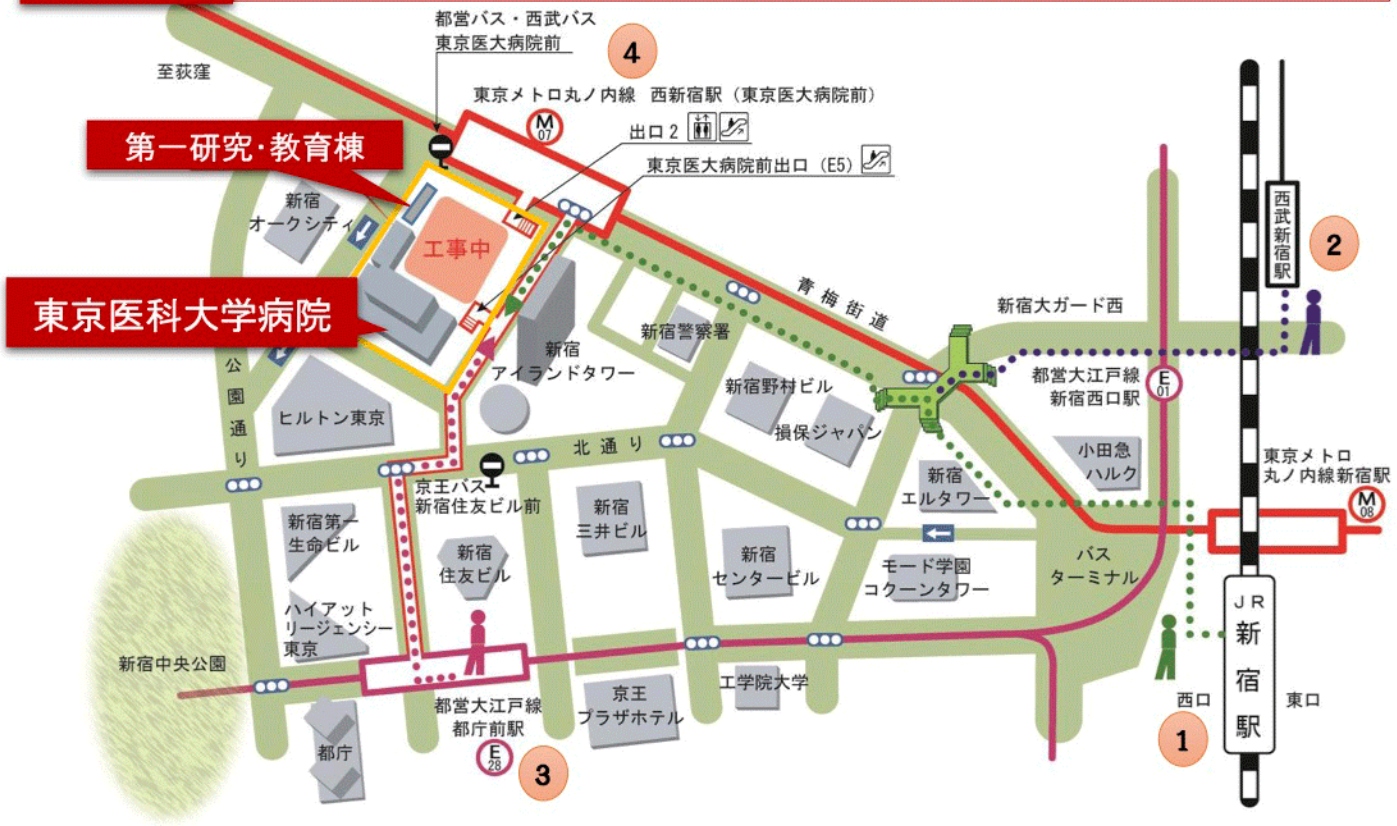 都営バス・西武バス
東京医大病院前
4
至荻窪
東京メトロ丸ノ内線 西新宿駅（東京医大病院前）
M
07
出口2
東京医大病院前出口（E5）
第一研究・教育棟
新宿
オークシティ
工事中
東京医科大学病院
西武新宿駅
2
青梅街道
新宿大ガード西
新宿警察署
新宿
アイランドタワー
都営大江戸線
新宿西口駅
E
01
公園通り
ヒルトン東京
新宿野村ビル
損保ジャパン
北通り
小田急
ハルク
東京メトロ
丸ノ内線新宿駅
M
08
京王バス
新宿住友ビル前
新宿
エルタワー
新宿第一
生命ビル
新宿
三井ビル
新宿
住友ビル
新宿
センタービル
モード学園
コクーンタワー
バス
ターミナル
ハイアット
リージェンシー
東京
JR
新宿駅
新宿中央公園
工学院大学
京王
プラザホテル
西口
東口
1
都営大江戸線
都庁前駅
E
28
3
都庁